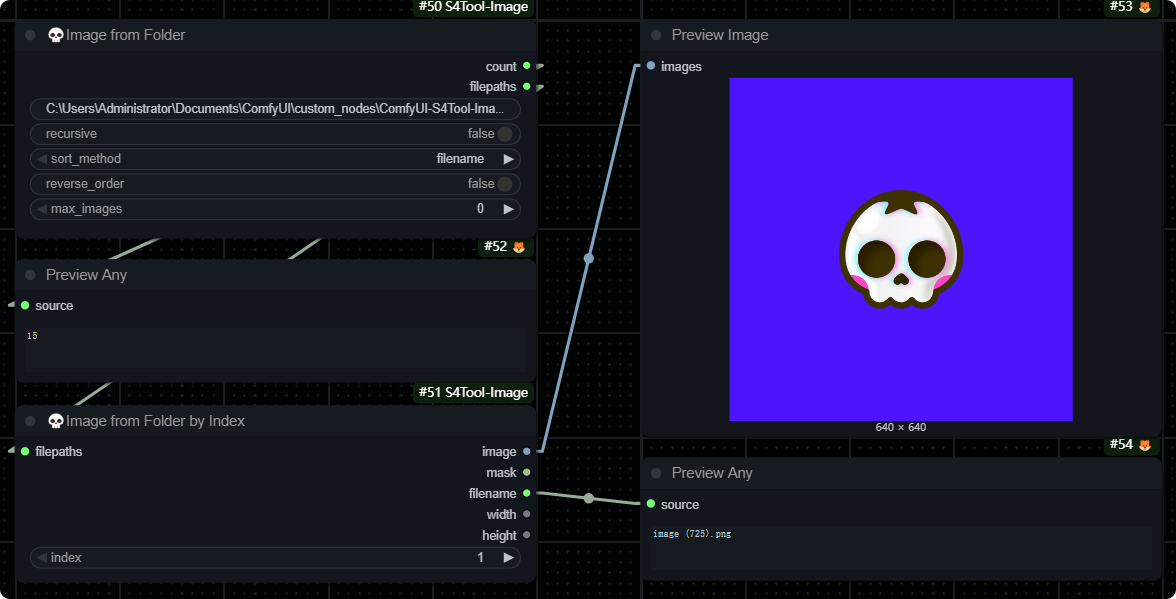 #50 S4Tool-Image
Image from Folder
count
filepaths
C:\Users\Administrator\Documents\ComfyUI\custom_nodes\ComfyUI-S4Tool-Ima...
recursive false
sort_method filename
reverse_order false
max_images 0
#52
Preview Any
source
15
#51 S4Tool-Image
Image from Folder by Index
filepaths
image
mask
filename
width
height
index 1
#53
Preview Image
images
640 × 640
#54
Preview Any
source
image (725).png